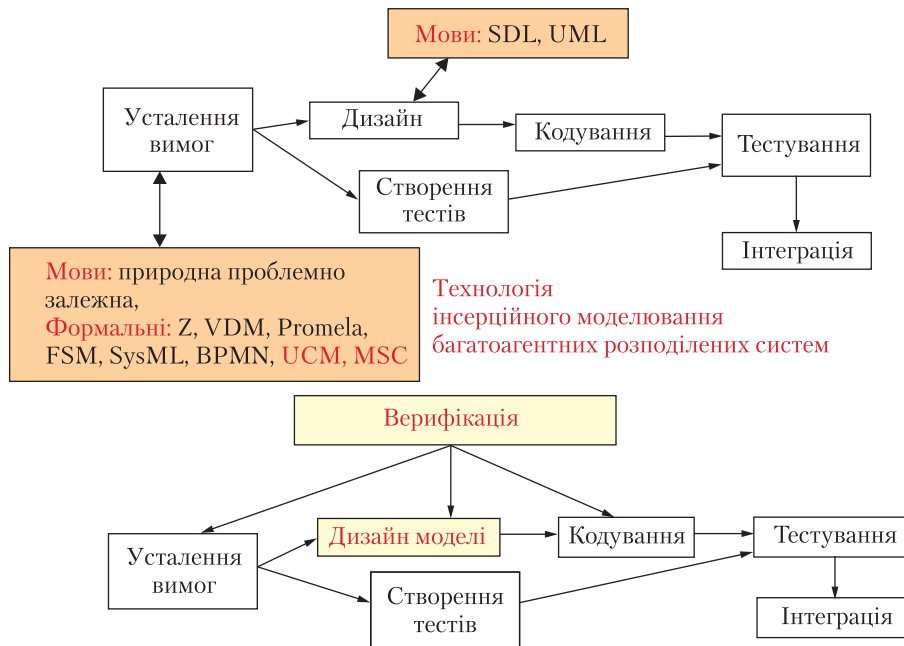 Мови: SDL, UML
Усталення
вимог
Дизайн
Кодування
Тестування
Створення
тестів
Інтеграція
Мови: природна проблемно
залежна,
Формальні: Z, VDM, Promela,
FSM, SysML, BPMN, UCM, MSC
Технологія
інсерційного моделювання
багатоагентних розподілених систем
Верифікація
Усталення
вимог
Дизайн моделі
Кодування
Тестування
Створення
тестів
Інтеграція